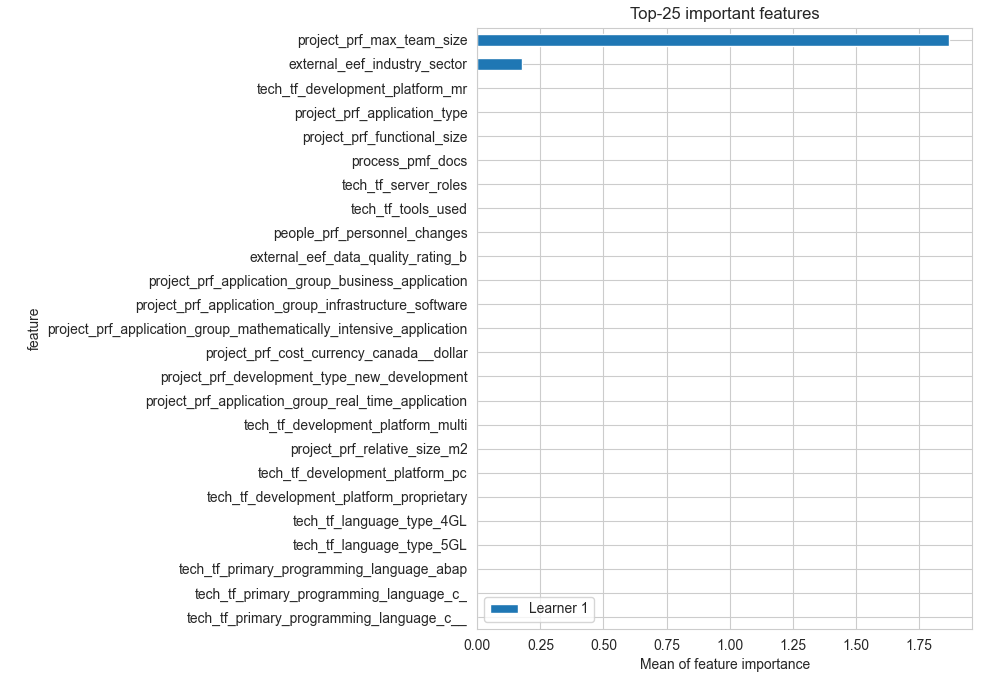 Top-25 important features
project_prf_max_team_size
external_eef_industry_sector
tech_tf_development_platform_mr
project_prf_application_type
project_prf_functional_size
process_pmf_docs
tech_tf_server_roles
tech_tf_tools_used
people_prf_personnel_changes
external_eef_data_quality_rating_b
project_prf_application_group_business_application
project_prf_application_group_infrastructure_software
project_prf_application_group_mathematically_intensive_application
project_prf_cost_currency_canada__dollar
project_prf_development_type_new_development
project_prf_application_group_real_time_application
tech_tf_development_platform_multi
project_prf_relative_size_m2
tech_tf_development_platform_pc
tech_tf_development_platform_proprietary
tech_tf_language_type_4GL
tech_tf_language_type_5GL
tech_tf_primary_programming_language_abap
tech_tf_primary_programming_language_c_
tech_tf_primary_programming_language_c__
feature
Learner 1
0.00 0.25 0.50 0.75 1.00 1.25 1.50 1.75
Mean of feature importance